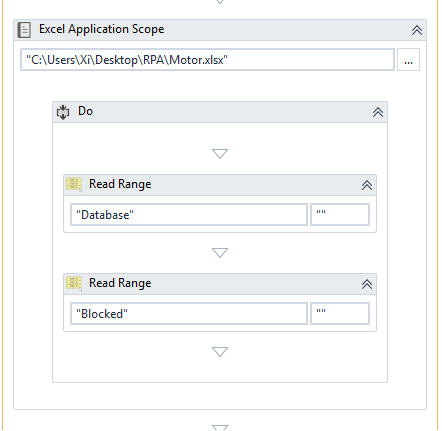 Excel Application Scope
"C:\Users\Xi\Desktop\RPA\Motor.xlsx"
...
Do
Read Range
"Database"
""
Read Range
"Blocked"
""